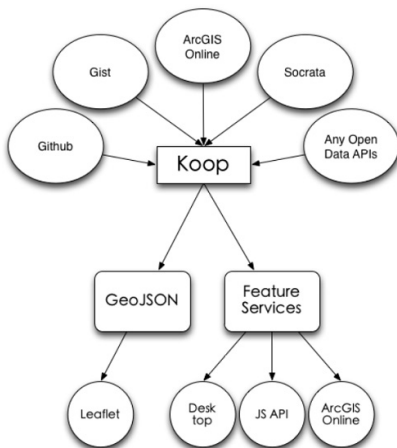 ArcGIS
Online
Gist
Socrata
Github
Any Open
Data APIs
Koop
GeoJSON
Feature
Services
Leaflet
Desk
top
JS API
ArcGIS
Online